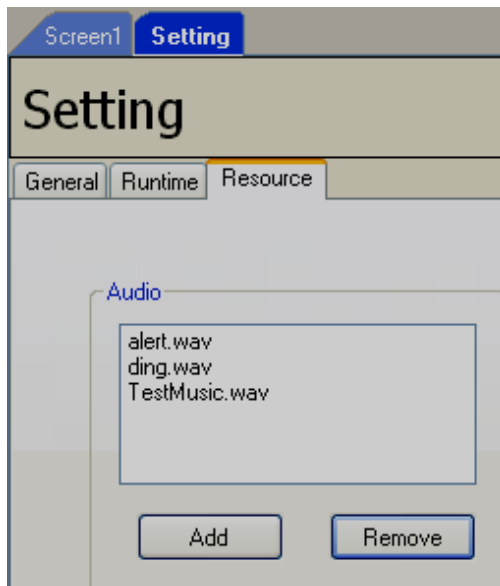 Screen1 Setting
Setting
General Runtime Resource
Audio
alert.wav
ding.wav
TestMusic.wav
Add Remove